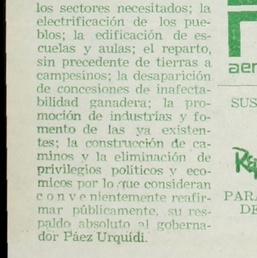 los sectores necesitados; la
electrificación de los pue-
blos; la edificación de es-
cuelas y aulas; el reparto,
sin precedente de tierras a
campesinos; la desaparición
de concesiones de inafecta-
bilidad ganadera; la pro-
moción de industrias y fo-
mento de las ya existen-
tes; la construcción de ca-
minos y la eliminación de
privilegios políticos y eco-
micos por lo que consideran
convenientemente reafir-
mar públicamente, su res-
paldo absoluto al goberna-
dor Páez Urquidi.
aer
SUS
PARA
DE